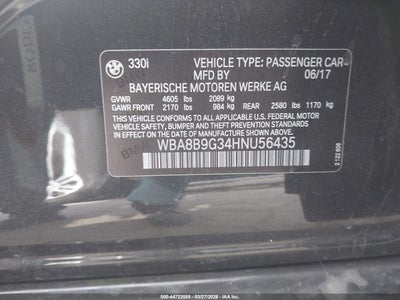 330i VEHICLE TYPE: PASSENGER CAR
MFD BY 06/17
BAYERISCHE MOTOREN WERKE AG
GVWR 4605 lbs 2089 kg
GAWR FRONT 2170 lbs 984 kg REAR 2580 lbs 1170 kg
THIS VEHICLE CONFORMS TO ALL APPLICABLE U.S. FEDERAL
MOTOR VEHICLE SAFETY, BUMPER, AND THEFT PREVENTION STANDARDS
IN EFFECT ON THE DATE OF MANUFACTURE SHOWN ABOVE.
WBA8B9G34HNU56435